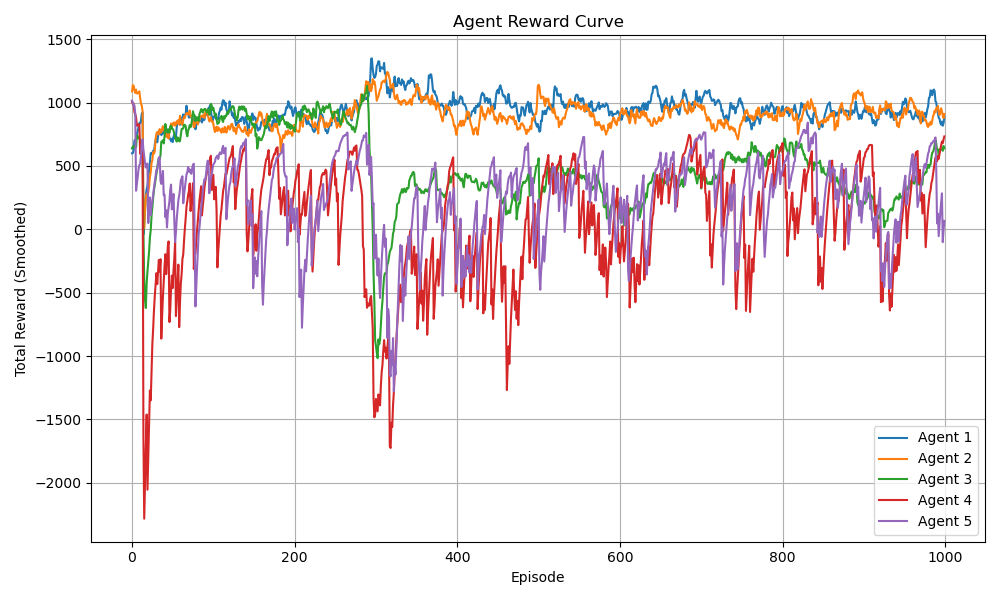 Agent Reward Curve
Total Reward (Smoothed)
1500
1000
500
0
−500
−1000
−1500
−2000
0 200 400 600 800 1000
Episode
Agent 1
Agent 2
Agent 3
Agent 4
Agent 5